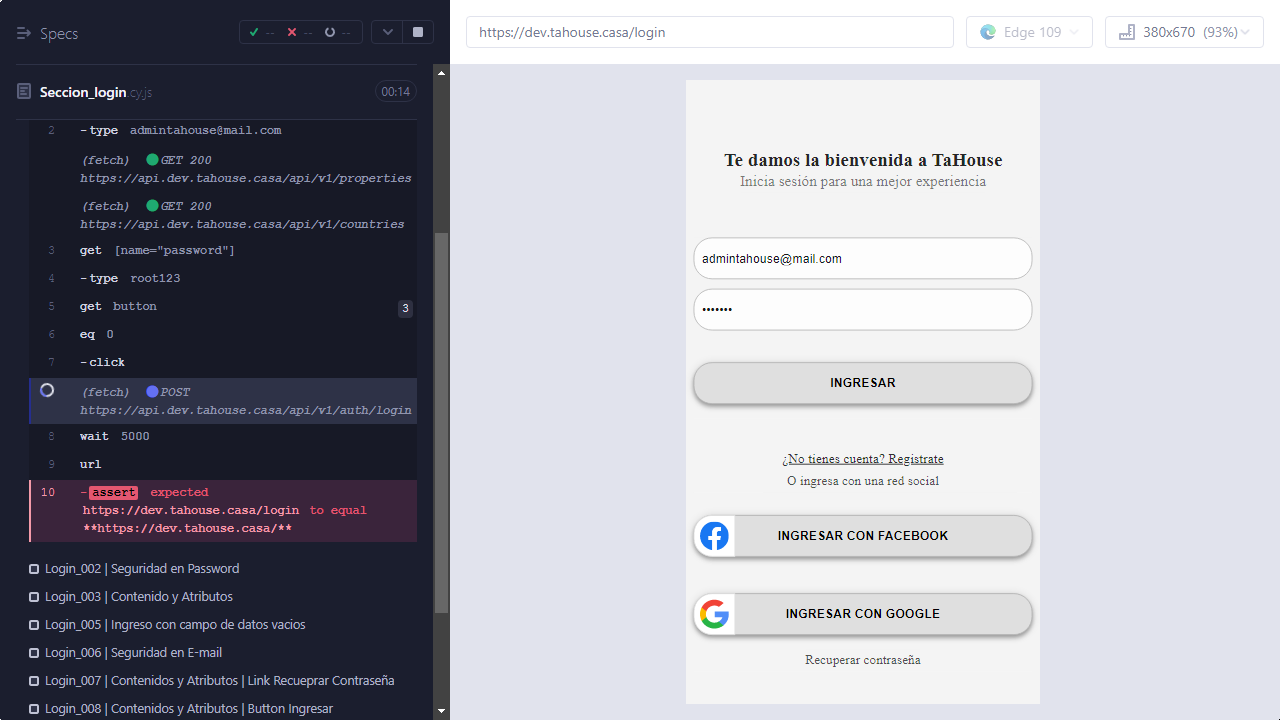 Specs
--
--
--
https://dev.tahouse.casa/login
Edge 109
380x670 (93%)
Seccion_login.cy.js
00:14
2 -type admintahouse@mail.com
(fetch) GET 200
https://api.dev.tahouse.casa/api/v1/properties
(fetch) GET 200
https://api.dev.tahouse.casa/api/v1/countries
3 get [name="password"]
4 -type root123
5 get button 3
6 eq 0
7 -click
(fetch) POST
https://api.dev.tahouse.casa/api/v1/auth/login
8 wait 5000
9 url
10 -assert expected
https://dev.tahouse.casa/login to equal
**https://dev.tahouse.casa/**
Login_002 | Seguridad en Password
Login_003 | Contenido y Atributos
Login_005 | Ingreso con campo de datos vacios
Login_006 | Seguridad en E-mail
Login_007 | Contenidos y Atributos | Link Recueprar Contraseña
Login_008 | Contenidos y Atributos | Button Ingresar
Te damos la bienvenida a TaHouse
Inicia sesión para una mejor experiencia
admintahouse@mail.com
•••••••
INGRESAR
¿No tienes cuenta? Registrate
O ingresa con una red social
INGRESAR CON FACEBOOK
INGRESAR CON GOOGLE
Recuperar contraseña